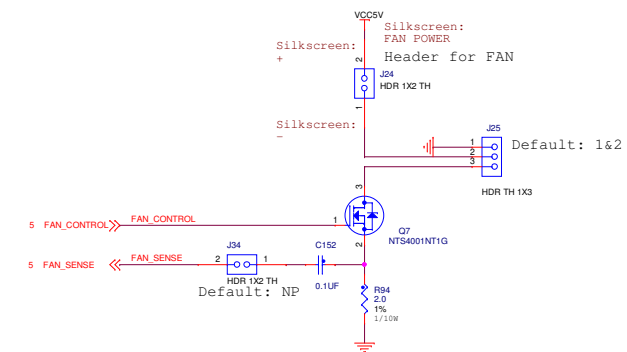 VCC5V
Silkscreen:
FAN POWER
Silkscreen:
+
Header for FAN
2
J24
HDR 1X2 TH
1
Silkscreen:
-
J25
1
2
3
Default: 1&2
HDR TH 1X3
3
1
Q7
NTS4001NT1G
2
5 FAN_CONTROL
FAN_CONTROL
5 FAN_SENSE
FAN_SENSE
J34
2
1
HDR 1X2 TH
Default: NP
C152
0.1UF
R94
2.0
1%
1/10W